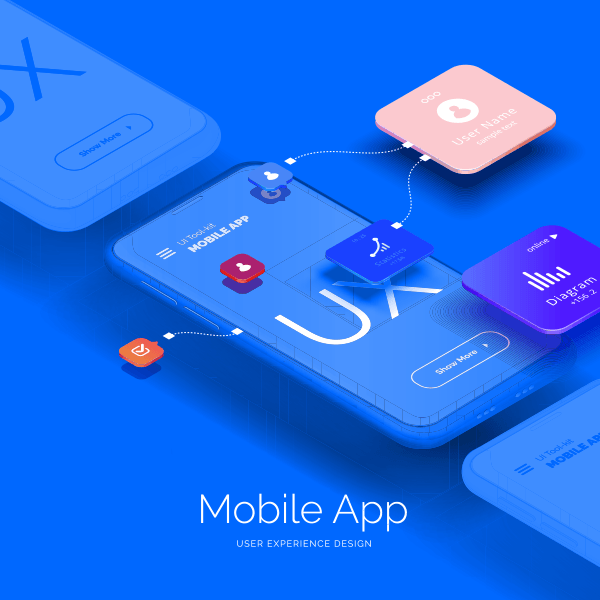 UX
Show More
User Name
sample text
UI Tool-kit
MOBILE APP
Statistics
online
Diagram
+156.2
UX
Show More
UI Tool-kit
MOBILE APP
Mobile App
USER EXPERIENCE DESIGN